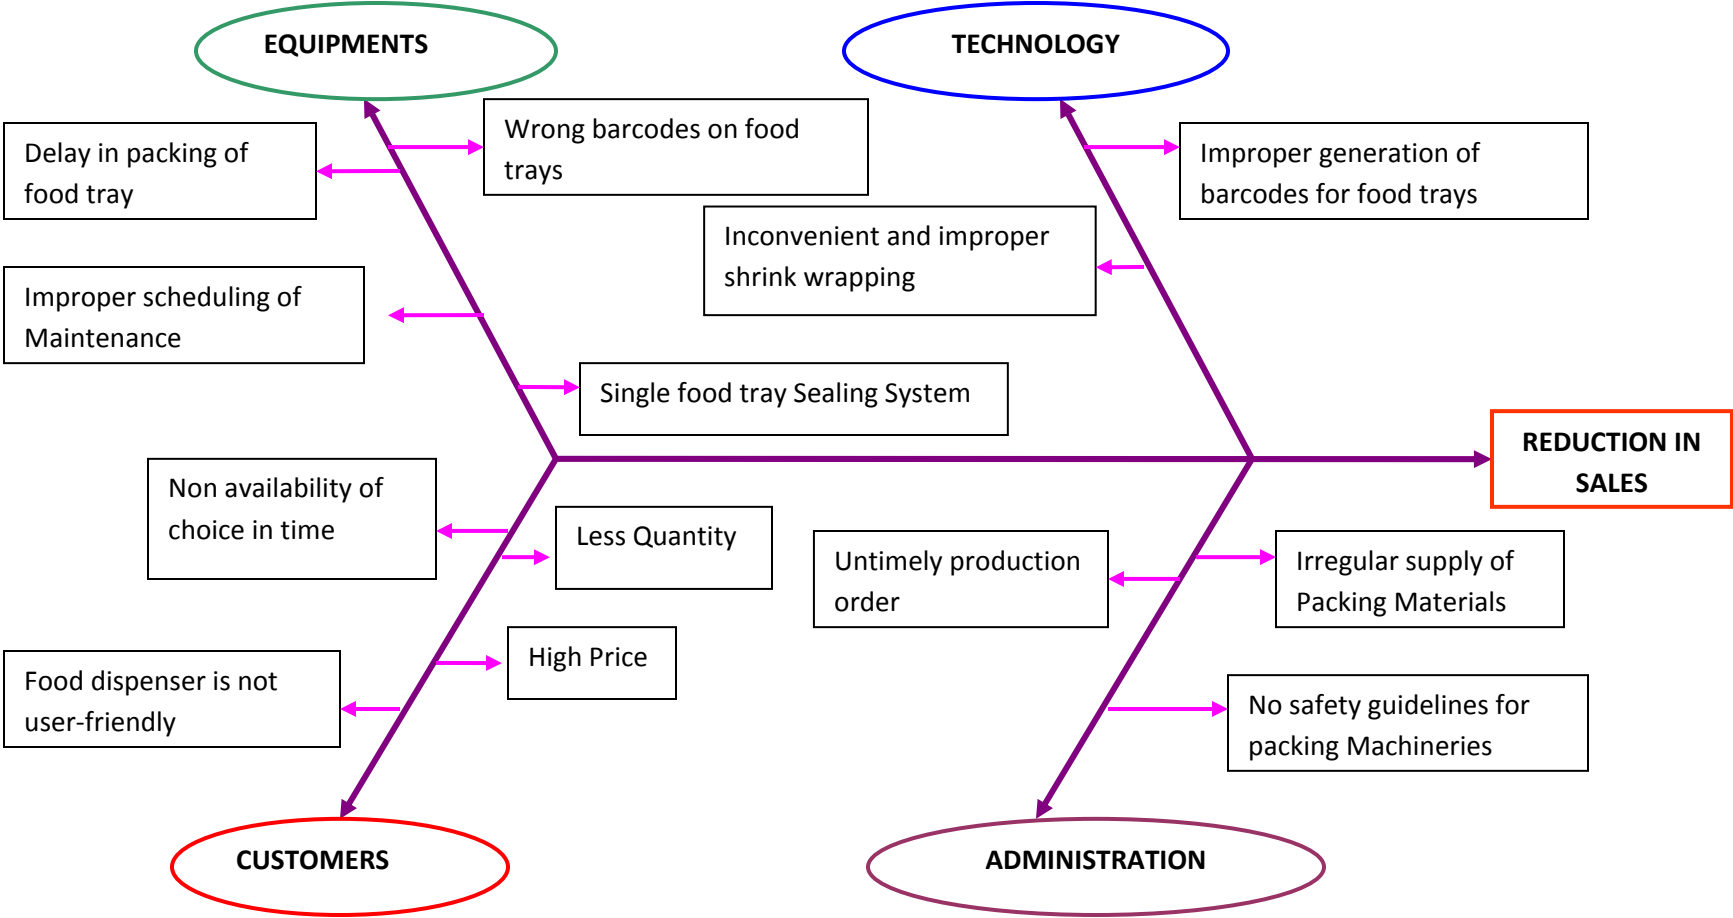 EQUIPMENTS
TECHNOLOGY
Delay in packing of
food tray
Wrong barcodes on food
trays
Improper generation of
barcodes for food trays
Inconvenient and improper
shrink wrapping
Improper scheduling of
Maintenance
Single food tray Sealing System
REDUCTION IN
SALES
Non availability of
choice in time
Less Quantity
Untimely production
order
Irregular supply of
Packing Materials
High Price
Food dispenser is not
user-friendly
No safety guidelines for
packing Machineries
CUSTOMERS
ADMINISTRATION